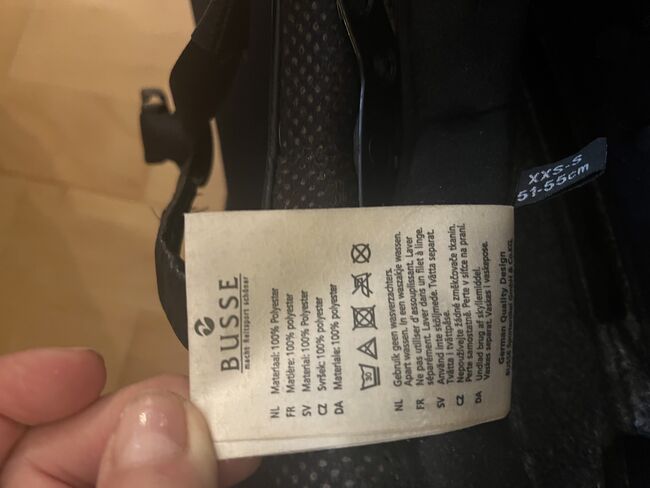 BUSSE
macht Reitsport schöner
NL Materiaal: 100% Polyester
FR Matière: 100% polyester
SV Material: 100% Polyester
CZ Svršek: 100% polyester
DA Materiale: 100% polyester
30
NL Gebruik geen wasverzachters.
Apart wassen. In een waszakje wassen.
FR Ne pas utiliser d'assouplissant. Laver
séparément. Laver dans un filet à linge.
SV Använd inte sköljmede. Tvätta separat.
Tvätta i tvättpåse.
CZ Nepoužívejte žádné změkčovače tkanin.
Perte samostatně. Perte v síťce na praní.
DA Undlad brug af skyllemiddel.
Vaskes separat. Vaskes i vaskepose.
German Quality Design
XXS-S
51-55cm